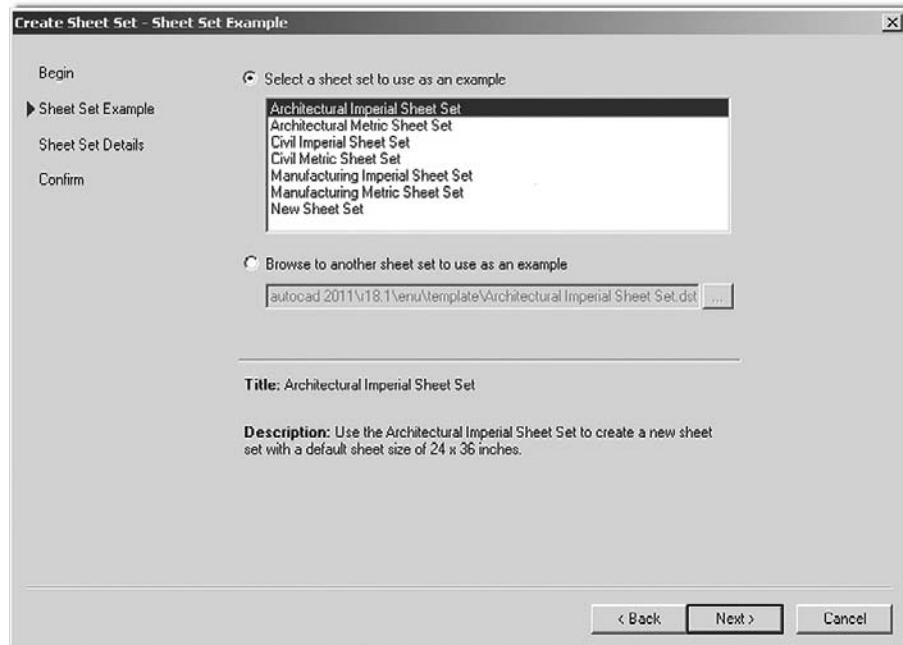 Create Sheet Set - Sheet Set Example
Begin
Sheet Set Example
Sheet Set Details
Confirm
Select a sheet set to use as an example
Architectural Imperial Sheet Set
Architectural Metric Sheet Set
Civil Imperial Sheet Set
Civil Metric Sheet Set
Manufacturing Imperial Sheet Set
Manufacturing Metric Sheet Set
New Sheet Set
Browse to another sheet set to use as an example
autocad 2011\r18.1\enu\template\Architectural Imperial Sheet Set.dst ...
Title: Architectural Imperial Sheet Set
Description: Use the Architectural Imperial Sheet Set to create a new sheet
set with a default sheet size of 24 x 36 inches.
< Back Next > Cancel